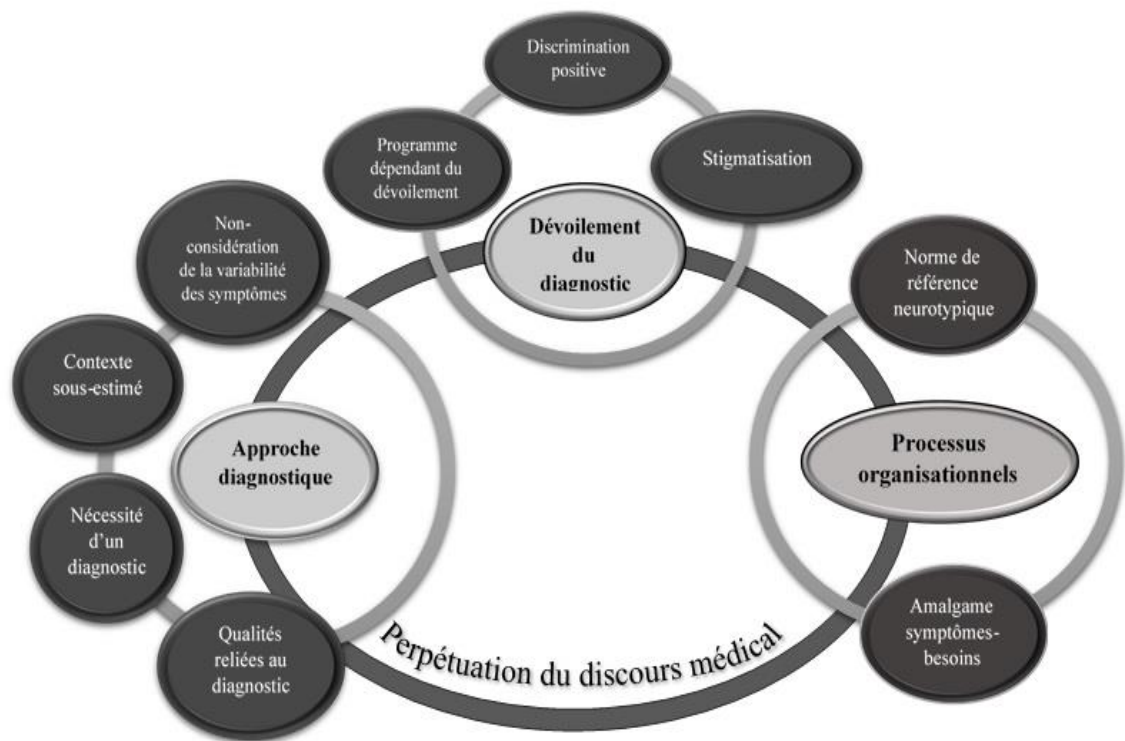 Discrimination
positive
Programme
dépendant du
dévoilement
Stigmatisation
Dévoilement
du
diagnostic
Non-
considération
de la variabilité
des symptômes
Contexte
sous-estimé
Approche
diagnostique
Nécessité
d'un
diagnostic
Qualités
reliées au
diagnostic
Norme de
référence
neurotypique
Processus
organisationnels
Amalgame
symptômes-
besoins
Perpétuation du discours médical